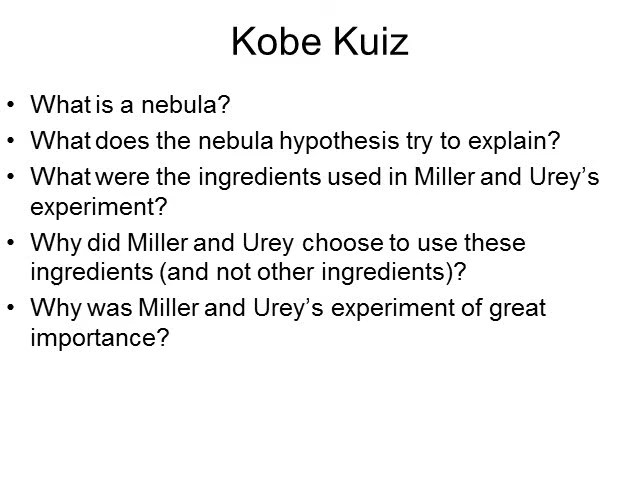 Kobe Kuiz
• What is a nebula?
• What does the nebula hypothesis try to explain?
• What were the ingredients used in Miller and Urey’s
experiment?
• Why did Miller and Urey choose to use these
ingredients (and not other ingredients)?
• Why was Miller and Urey’s experiment of great
importance?